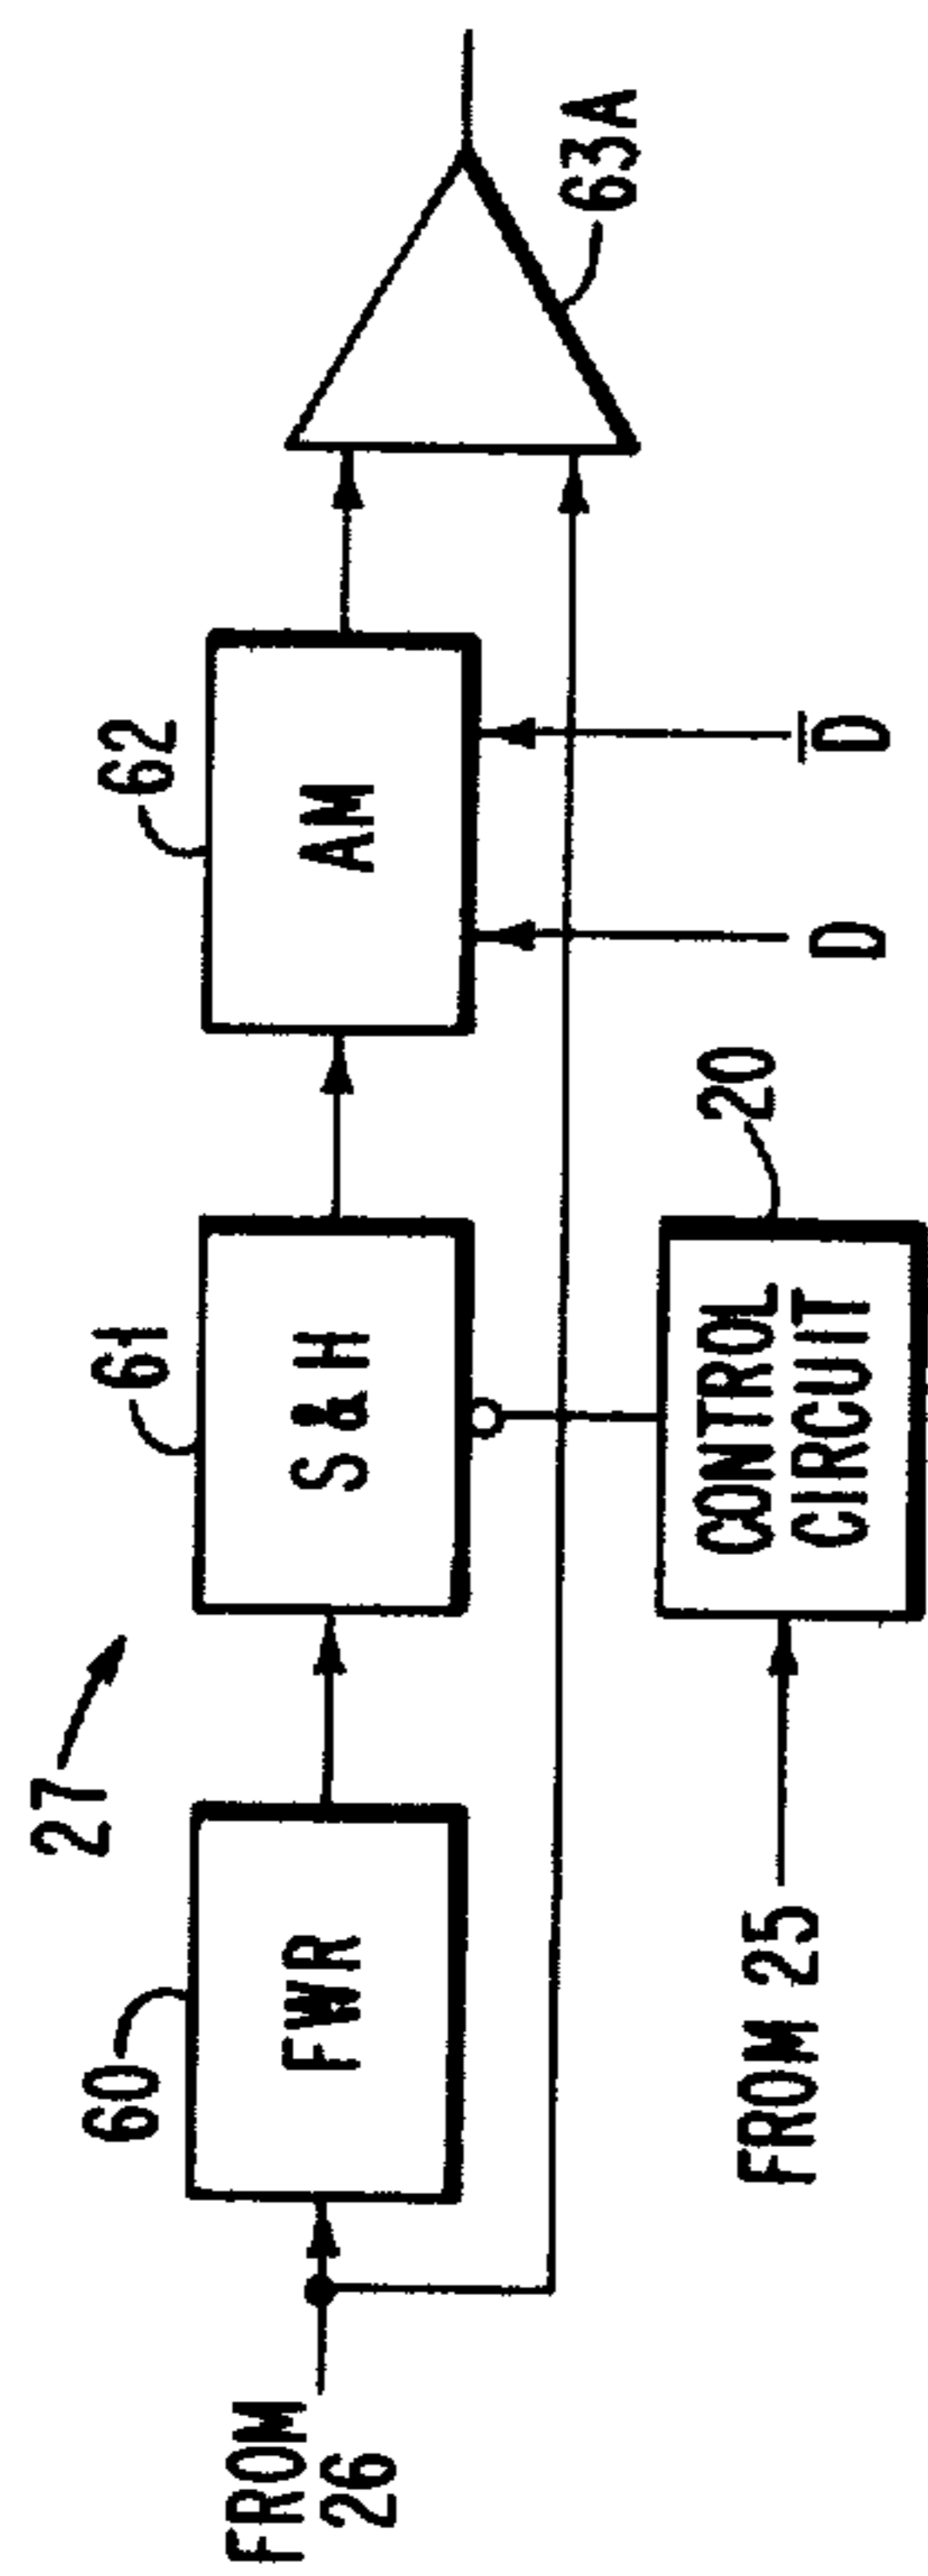 27
60
61
62
FWR
S & H
AM
63A
FROM
26
D
D̅
20
FROM 25
CONTROL
CIRCUIT